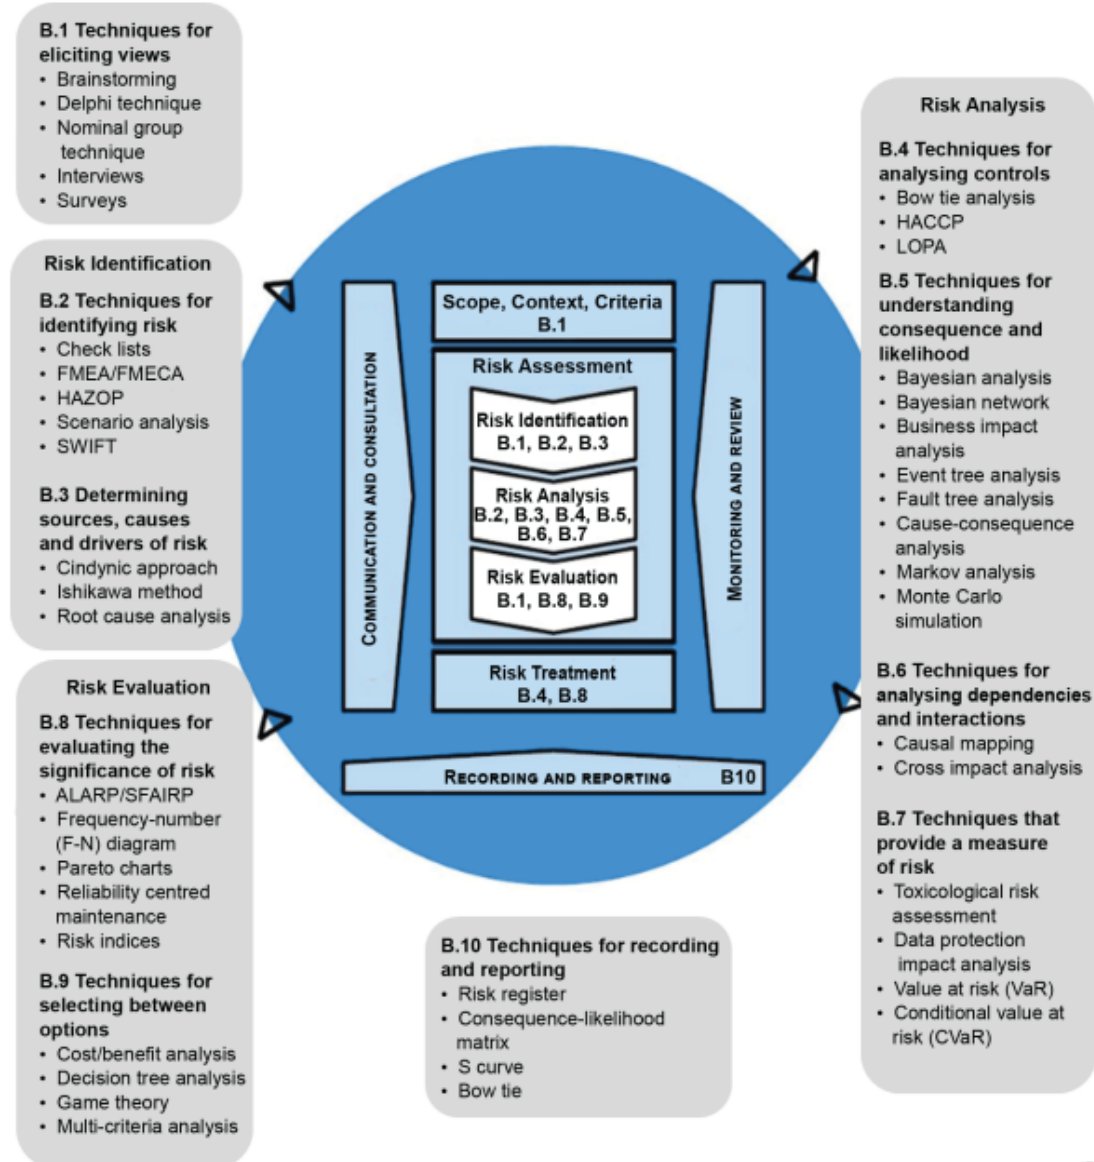 B.1 Techniques for
eliciting views
• Brainstorming
• Delphi technique
• Nominal group
technique
• Interviews
• Surveys
Risk Identification
B.2 Techniques for
identifying risk
• Check lists
• FMEA/FMECA
• HAZOP
• Scenario analysis
• SWIFT
B.3 Determining
sources, causes
and drivers of risk
• Cindynic approach
• Ishikawa method
• Root cause analysis
Risk Evaluation
B.8 Techniques for
evaluating the
significance of risk
• ALARP/SFAIRP
• Frequency-number
(F-N) diagram
• Pareto charts
• Reliability centred
maintenance
• Risk indices
B.9 Techniques for
selecting between
options
• Cost/benefit analysis
• Decision tree analysis
• Game theory
• Multi-criteria analysis
COMMUNICATION AND CONSULTATION
Scope, Context, Criteria
B.1
Risk Assessment
Risk Identification
B.1, B.2, B.3
Risk Analysis
B.2, B.3, B.4, B.5,
B.6, B.7
Risk Evaluation
B.1, B.8, B.9
Risk Treatment
B.4, B.8
MONITORING AND REVIEW
RECORDING AND REPORTING B10
B.10 Techniques for recording
and reporting
• Risk register
• Consequence-likelihood
matrix
• S curve
• Bow tie
Risk Analysis
B.4 Techniques for
analysing controls
• Bow tie analysis
• HACCP
• LOPA
B.5 Techniques for
understanding
consequence and
likelihood
• Bayesian analysis
• Bayesian network
• Business impact
analysis
• Event tree analysis
• Fault tree analysis
• Cause-consequence
analysis
• Markov analysis
• Monte Carlo
simulation
B.6 Techniques for
analysing dependencies
and interactions
• Causal mapping
• Cross impact analysis
B.7 Techniques that
provide a measure
of risk
• Toxicological risk
assessment
• Data protection
impact analysis
• Value at risk (VaR)
• Conditional value at
risk (CVaR)